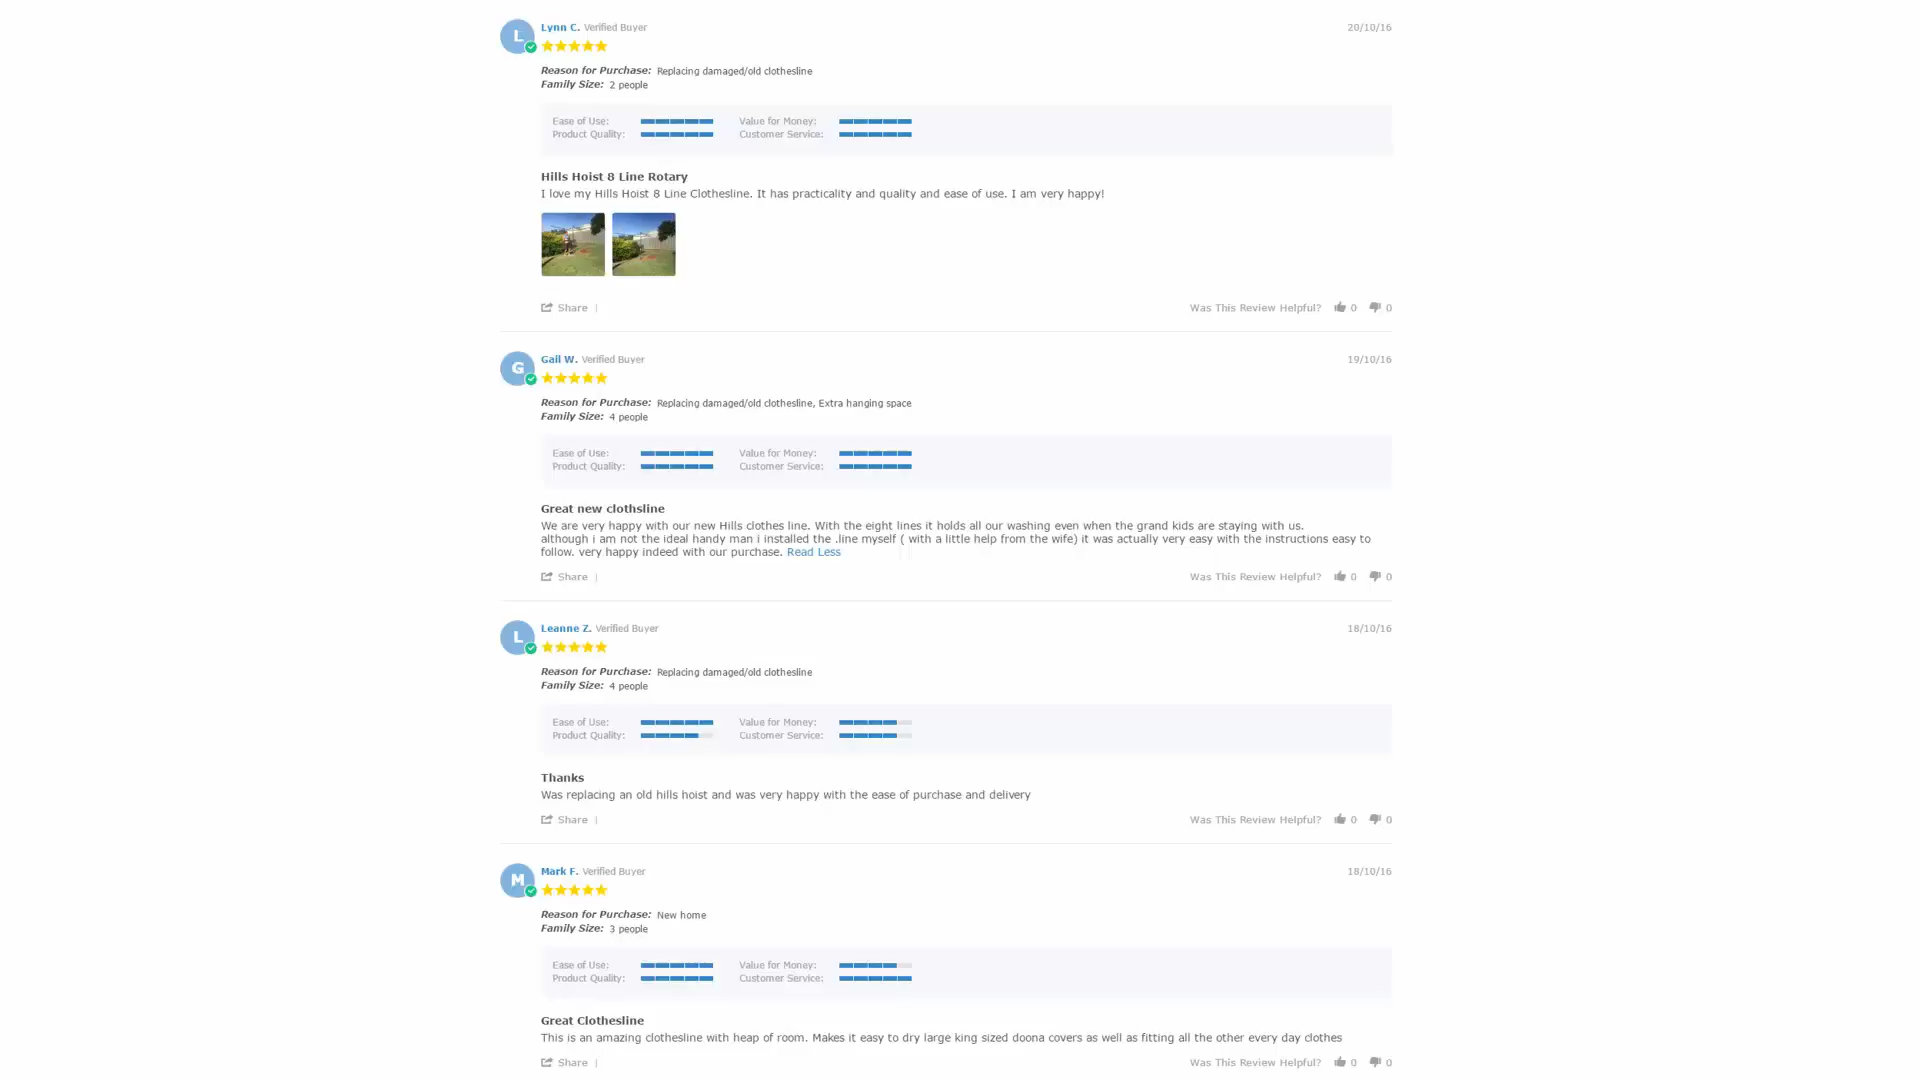 L Lynn C. Verified Buyer 20/10/16
Reason for Purchase: Replacing damaged/old clothesline
Family Size: 2 people
Ease of Use: Value for Money:
Product Quality: Customer Service:
Hills Hoist 8 Line Rotary
I love my Hills Hoist 8 Line Clothesline. It has practicality and quality and ease of use. I am very happy!
Share | Was This Review Helpful? 0 0
G Gail W. Verified Buyer 19/10/16
Reason for Purchase: Replacing damaged/old clothesline, Extra hanging space
Family Size: 4 people
Ease of Use: Value for Money:
Product Quality: Customer Service:
Great new clothsline
We are very happy with our new Hills clothes line. With the eight lines it holds all our washing even when the grand kids are staying with us.
although i am not the ideal handy man i installed the .line myself ( with a little help from the wife) it was actually very easy with the instructions easy to
follow. very happy indeed with our purchase. Read Less
Share | Was This Review Helpful? 0 0
L Leanne Z. Verified Buyer 18/10/16
Reason for Purchase: Replacing damaged/old clothesline
Family Size: 4 people
Ease of Use: Value for Money:
Product Quality: Customer Service:
Thanks
Was replacing an old hills hoist and was very happy with the ease of purchase and delivery
Share | Was This Review Helpful? 0 0
M Mark F. Verified Buyer 18/10/16
Reason for Purchase: New home
Family Size: 3 people
Ease of Use: Value for Money:
Product Quality: Customer Service:
Great Clothesline
This is an amazing clothesline with heap of room. Makes it easy to dry large king sized doona covers as well as fitting all the other every day clothes
Share | Was This Review Helpful? 0 0